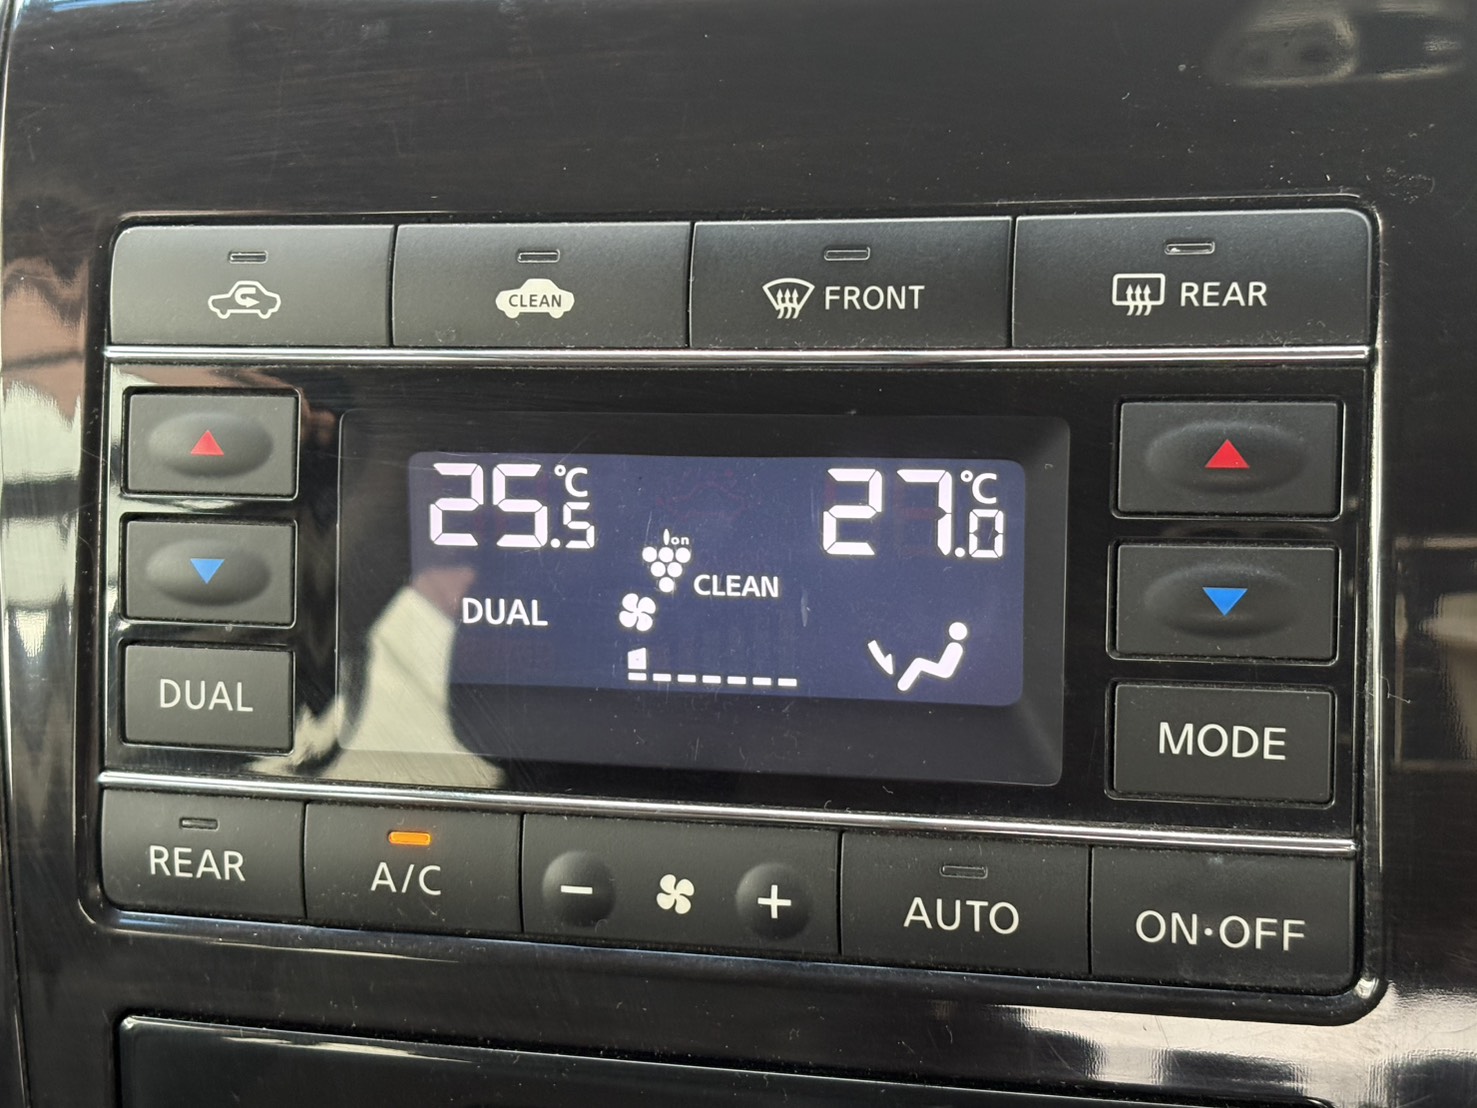 CLEAN
FRONT
REAR
25.5℃
27.0℃
Ion
CLEAN
DUAL
DUAL
MODE
REAR
A/C
− +
AUTO
ON·OFF